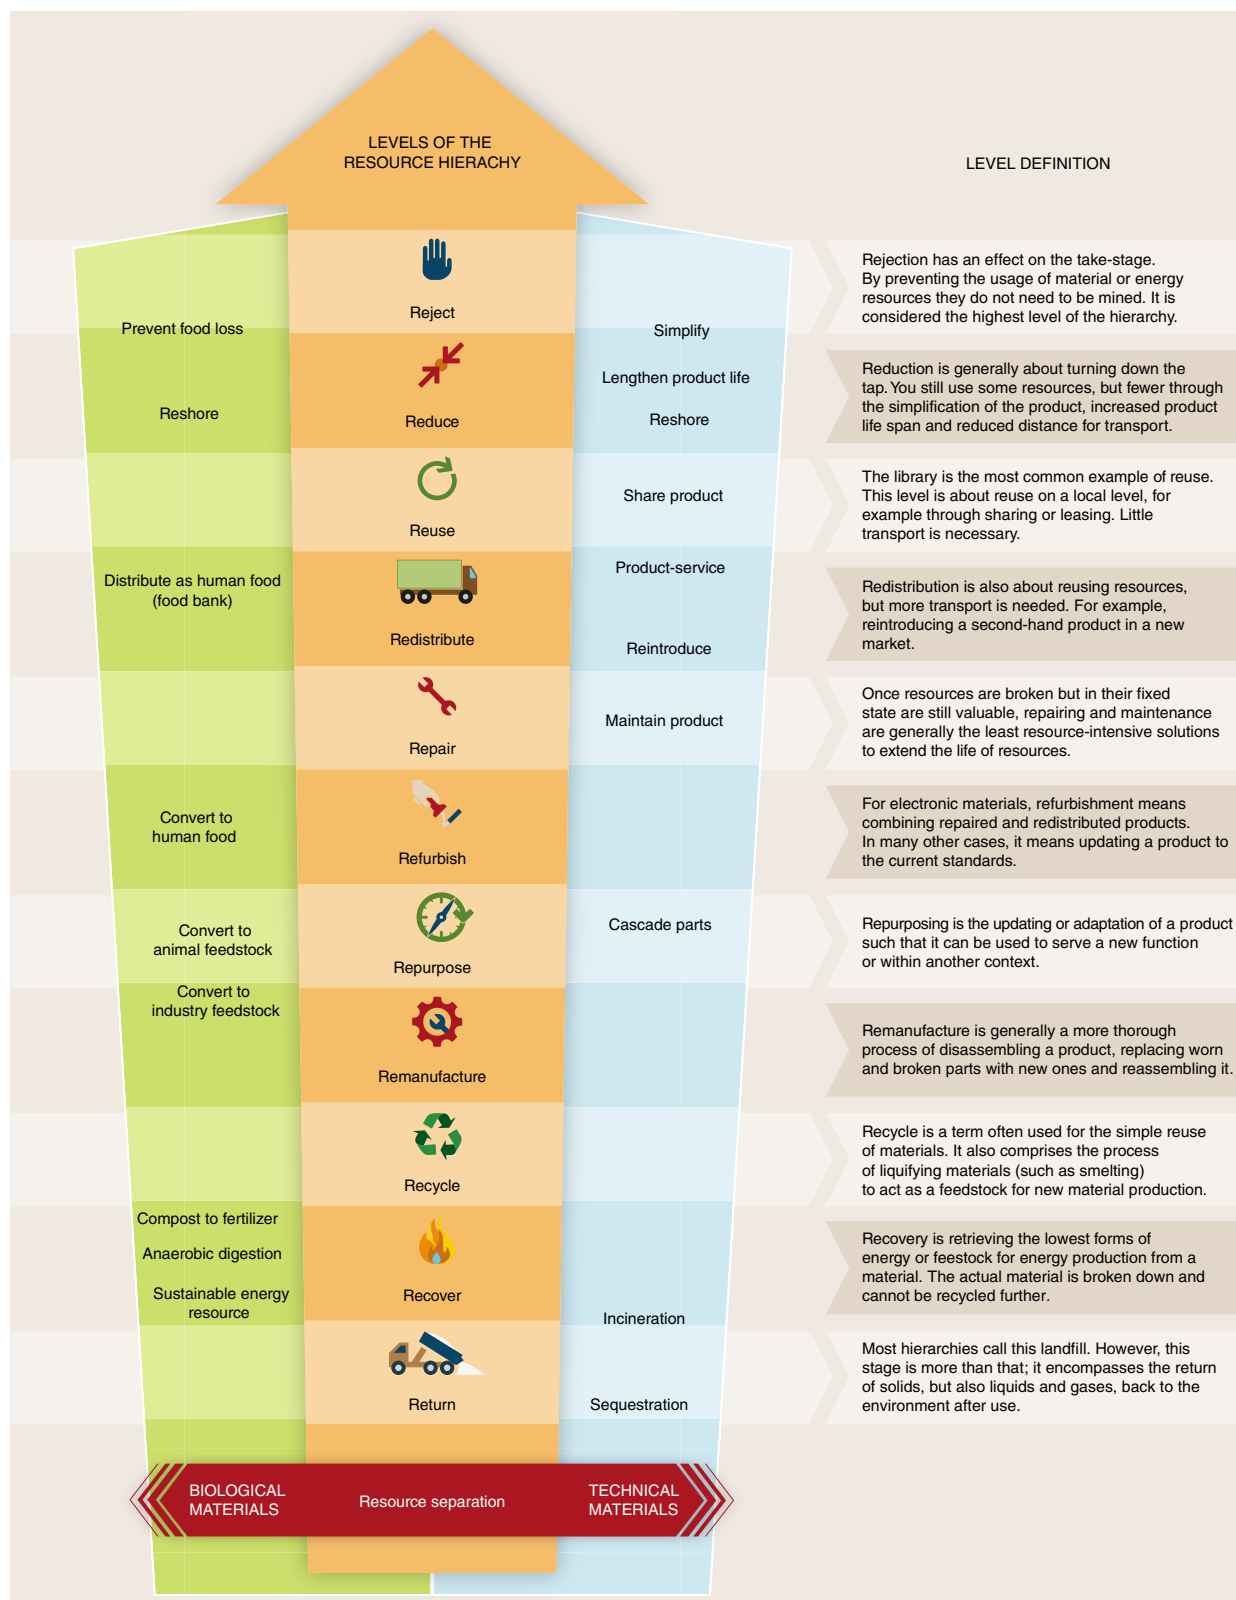 LEVELS OF THE
RESOURCE HIERACHY
LEVEL DEFINITION
Reject
Rejection has an effect on the take-stage.
By preventing the usage of material or energy
resources they do not need to be mined. It is
considered the highest level of the hierarchy.
Prevent food loss
Simplify
Lengthen product life
Reshore
Reduce
Reshore
Reduction is generally about turning down the
tap. You still use some resources, but fewer through
the simplification of the product, increased product
life span and reduced distance for transport.
Reuse
Share product
The library is the most common example of reuse.
This level is about reuse on a local level, for
example through sharing or leasing. Little
transport is necessary.
Distribute as human food
(food bank)
Redistribute
Product-service
Reintroduce
Redistribution is also about reusing resources,
but more transport is needed. For example,
reintroducing a second-hand product in a new
market.
Repair
Maintain product
Once resources are broken but in their fixed
state are still valuable, repairing and maintenance
are generally the least resource-intensive solutions
to extend the life of resources.
Convert to
human food
Refurbish
For electronic materials, refurbishment means
combining repaired and redistributed products.
In many other cases, it means updating a product to
the current standards.
Convert to
animal feedstock
Repurpose
Cascade parts
Repurposing is the updating or adaptation of a product
such that it can be used to serve a new function
or within another context.
Convert to
industry feedstock
Remanufacture
Remanufacture is generally a more thorough
process of disassembling a product, replacing worn
and broken parts with new ones and reassembling it.
Recycle
Recycle is a term often used for the simple reuse
of materials. It also comprises the process
of liquifying materials (such as smelting)
to act as a feedstock for new material production.
Compost to fertilizer
Anaerobic digestion
Sustainable energy
resource
Recover
Incineration
Recovery is retrieving the lowest forms of
energy or feestock for energy production from a
material. The actual material is broken down and
cannot be recycled further.
Return
Sequestration
Most hierarchies call this landfill. However, this
stage is more than that; it encompasses the return
of solids, but also liquids and gases, back to the
environment after use.
BIOLOGICAL
MATERIALS
Resource separation
TECHNICAL
MATERIALS